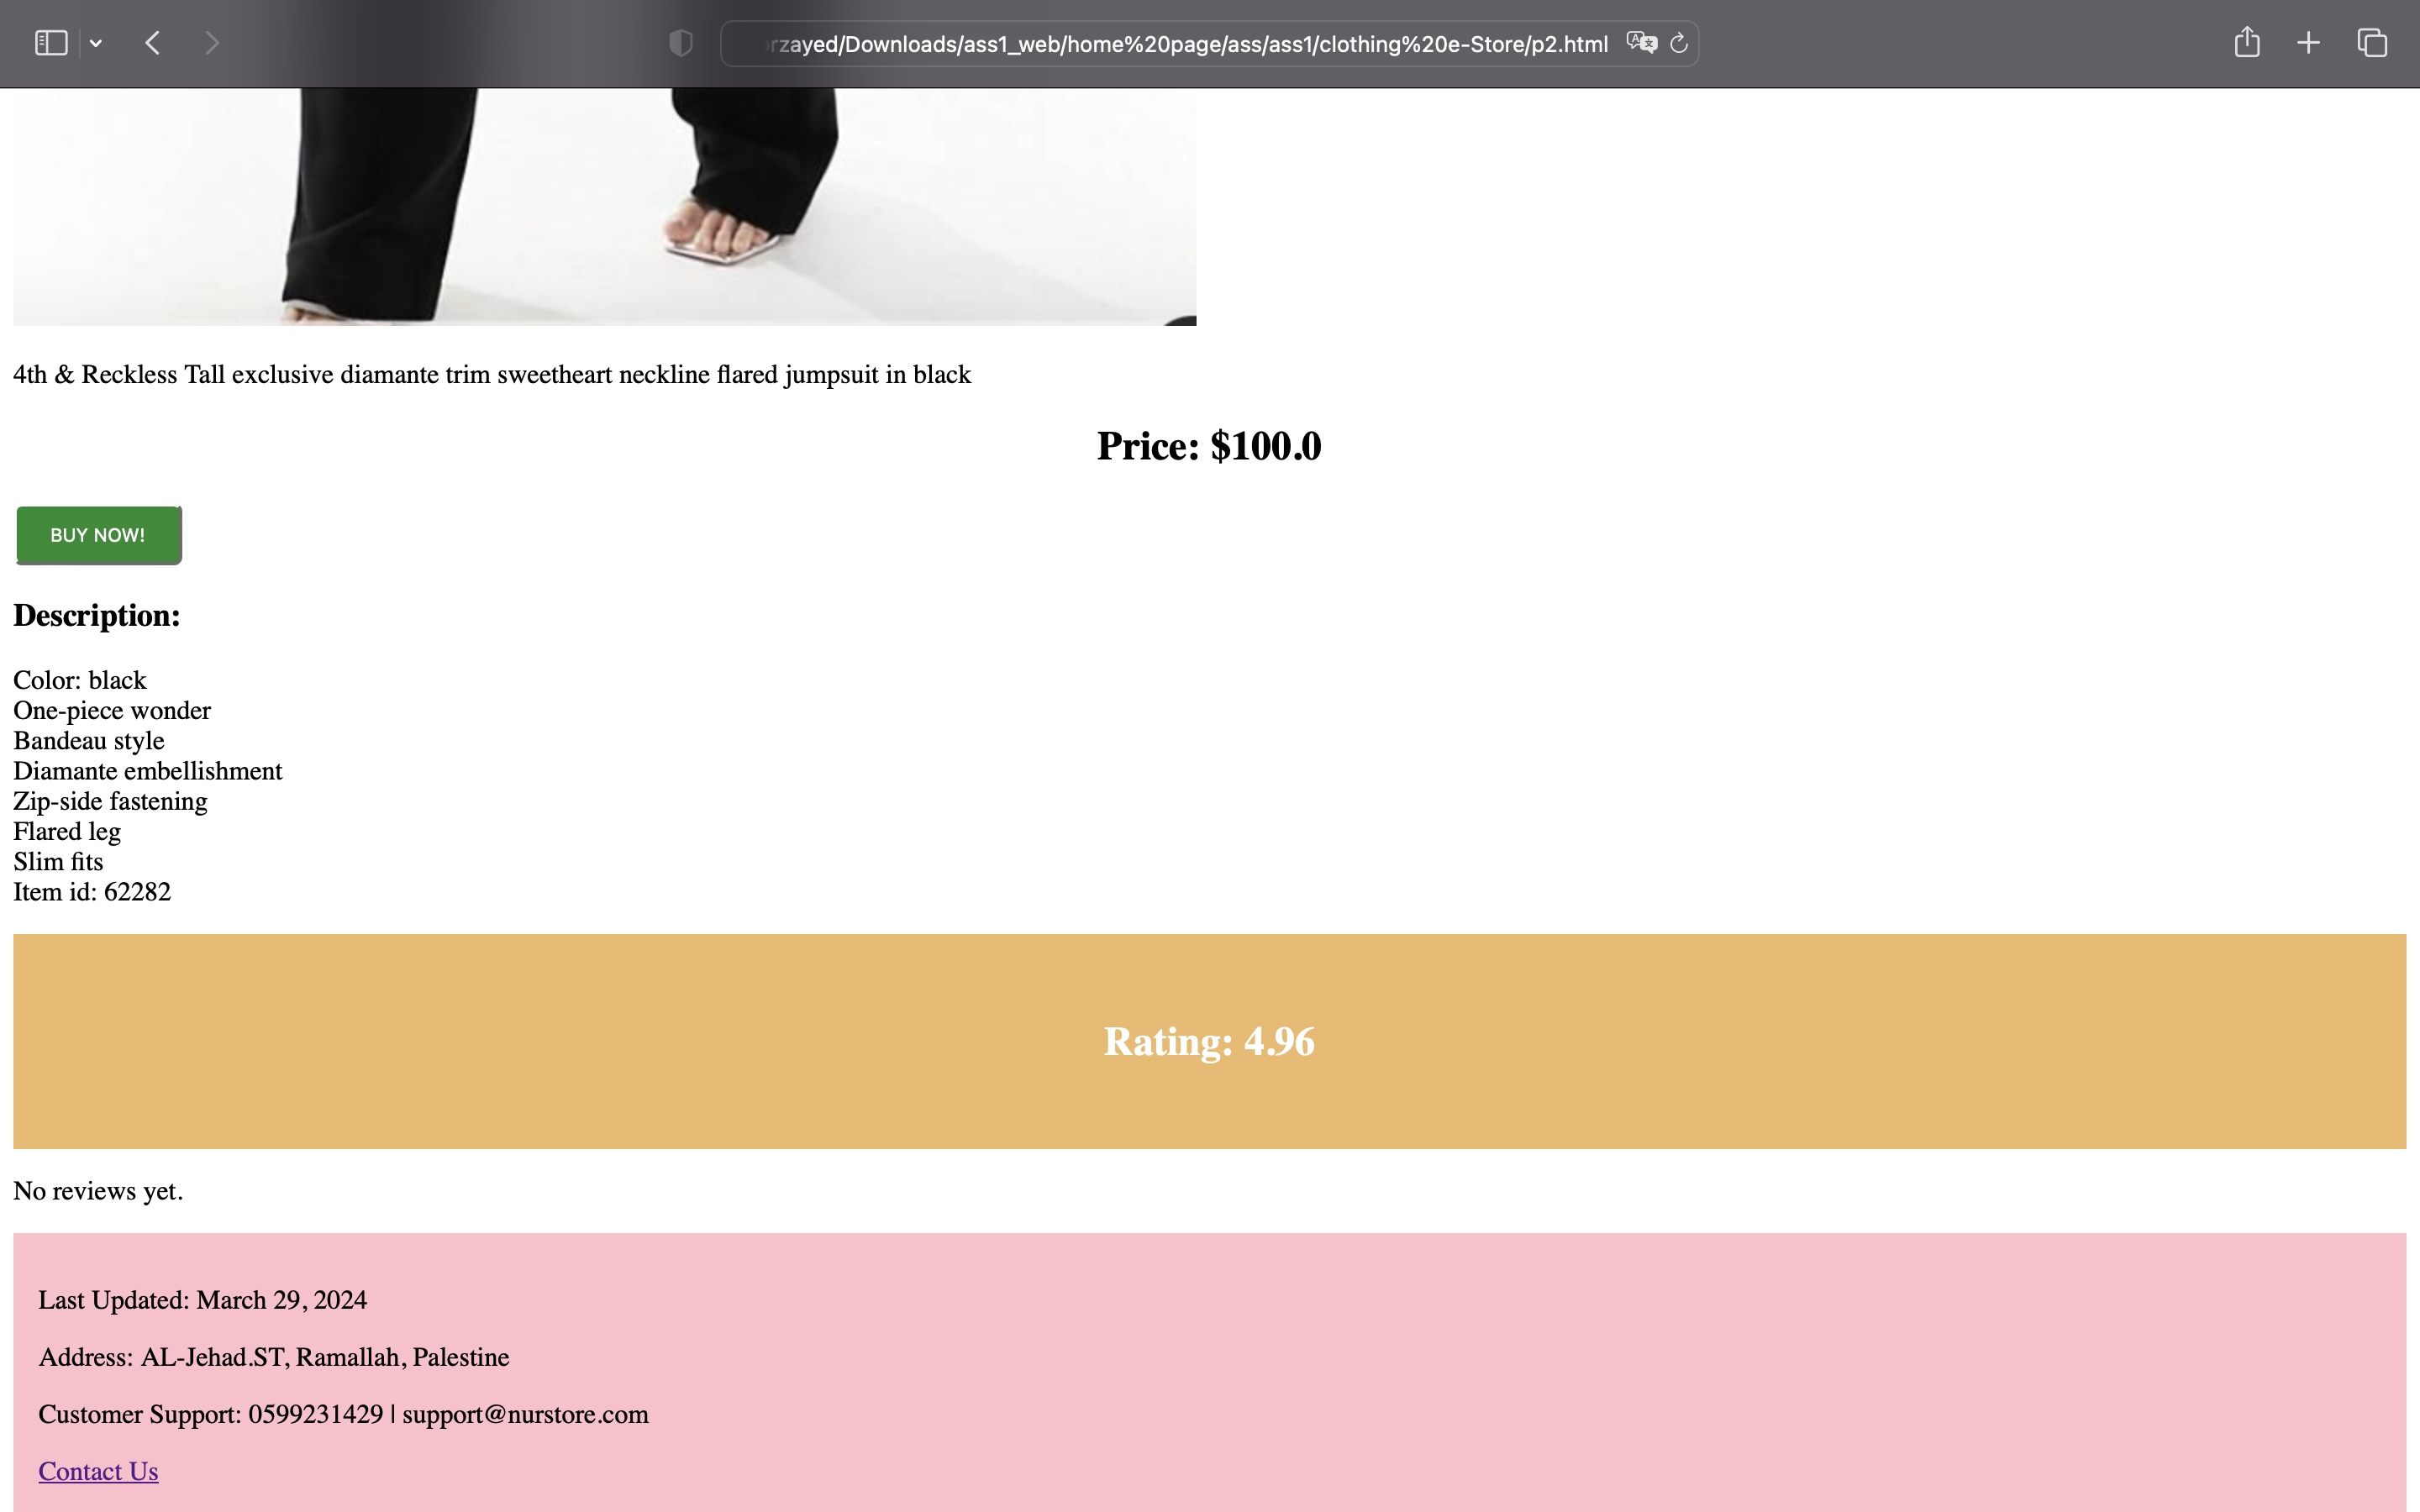 rzayed/Downloads/ass1_web/home%20page/ass/ass1/clothing%20e-Store/p2.html
4th & Reckless Tall exclusive diamante trim sweetheart neckline flared jumpsuit in black
Price: $100.0
BUY NOW!
Description:
Color: black
One-piece wonder
Bandeau style
Diamante embellishment
Zip-side fastening
Flared leg
Slim fits
Item id: 62282
Rating: 4.96
No reviews yet.
Last Updated: March 29, 2024
Address: AL-Jehad.ST, Ramallah, Palestine
Customer Support: 0599231429 | support@nurstore.com
Contact Us